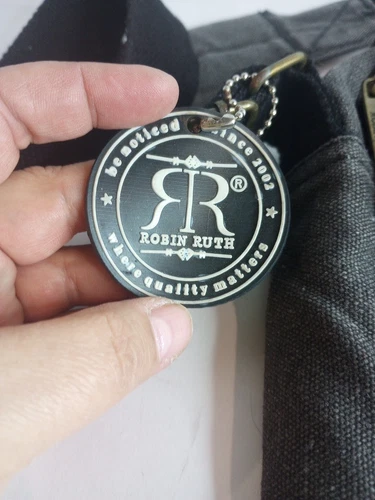 be noticed since 2002
RR®
ROBIN RUTH
where quality matters